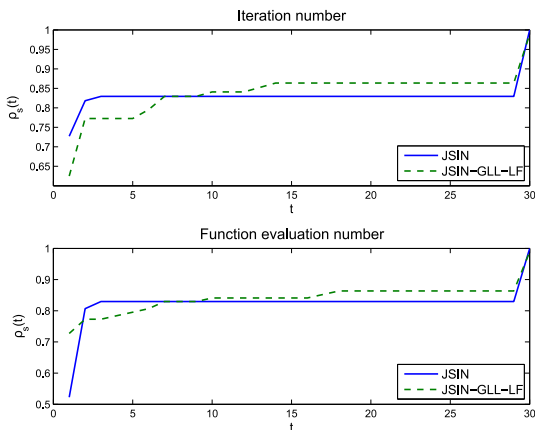 Iteration number
1
0.95
0.9
0.85
0.8
0.75
0.7
0.65
ρs(t)
0 5 10 15 20 25 30
t
JSIN
JSIN-GLL-LF
Function evaluation number
1
0.9
0.8
0.7
0.6
0.5
ρs(t)
0 5 10 15 20 25 30
t
JSIN
JSIN-GLL-LF